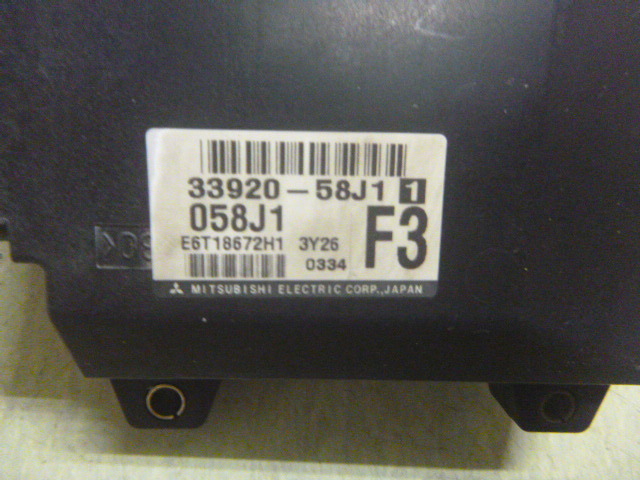 33920-58J1 1
058J1
F3
E6T18672H1 3Y26
0334
MITSUBISHI ELECTRIC CORP., JAPAN